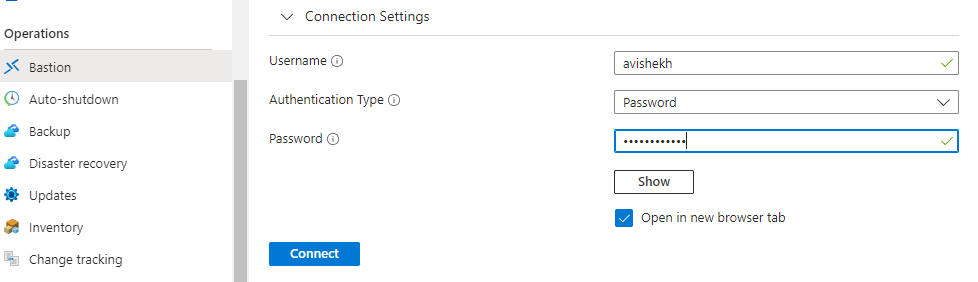 Operations
Bastion
Auto-shutdown
Backup
Disaster recovery
Updates
Inventory
Change tracking
Connection Settings
Username
avishekh
Authentication Type
Password
Password
••••••••••••
Show
Open in new browser tab
Connect